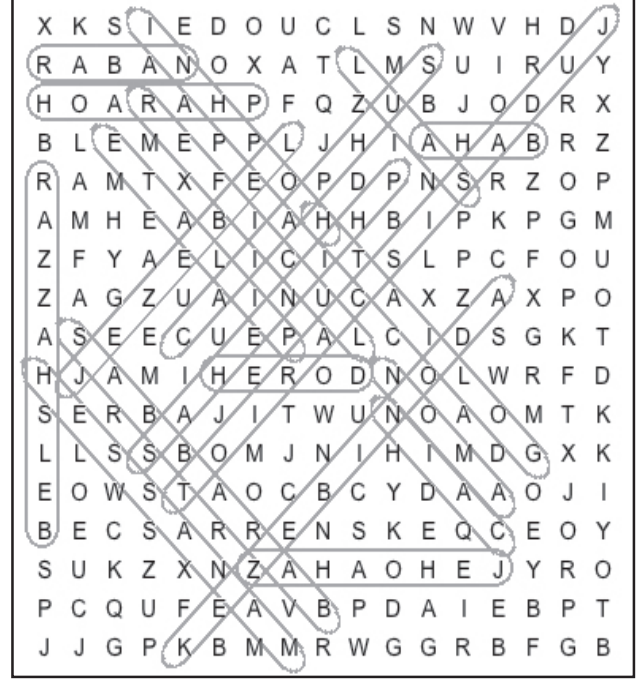 X K S I E D O U C L S N W V H D J
R A B A N O X A T L M S U I R U Y
H O A R A H P F Q Z U B J O D R X
B L E M E P P L J H I A H A B R Z
R A M T X F E O P D P N S R Z O P
A M H E A B I A H H B I P K P G M
Z F Y A E L I C I T S L P C F O U
Z A G Z U A I N U C A X Z A X P O
A S E E C U E P A L C I D S G K T
H J A M I H E R O D N O L W R F D
S E R B A J I T W U N O A O M T K
L L S S B O M J N I H I M D G X K
E O W S T A O C B C Y D A A O J I
B E C S A R R E N S K E Q C E O Y
S U K Z X N Z A H A O H E J Y R O
P C Q U F E A V B P D A I E B P T
J J G P K B M M R W G G R B F G B